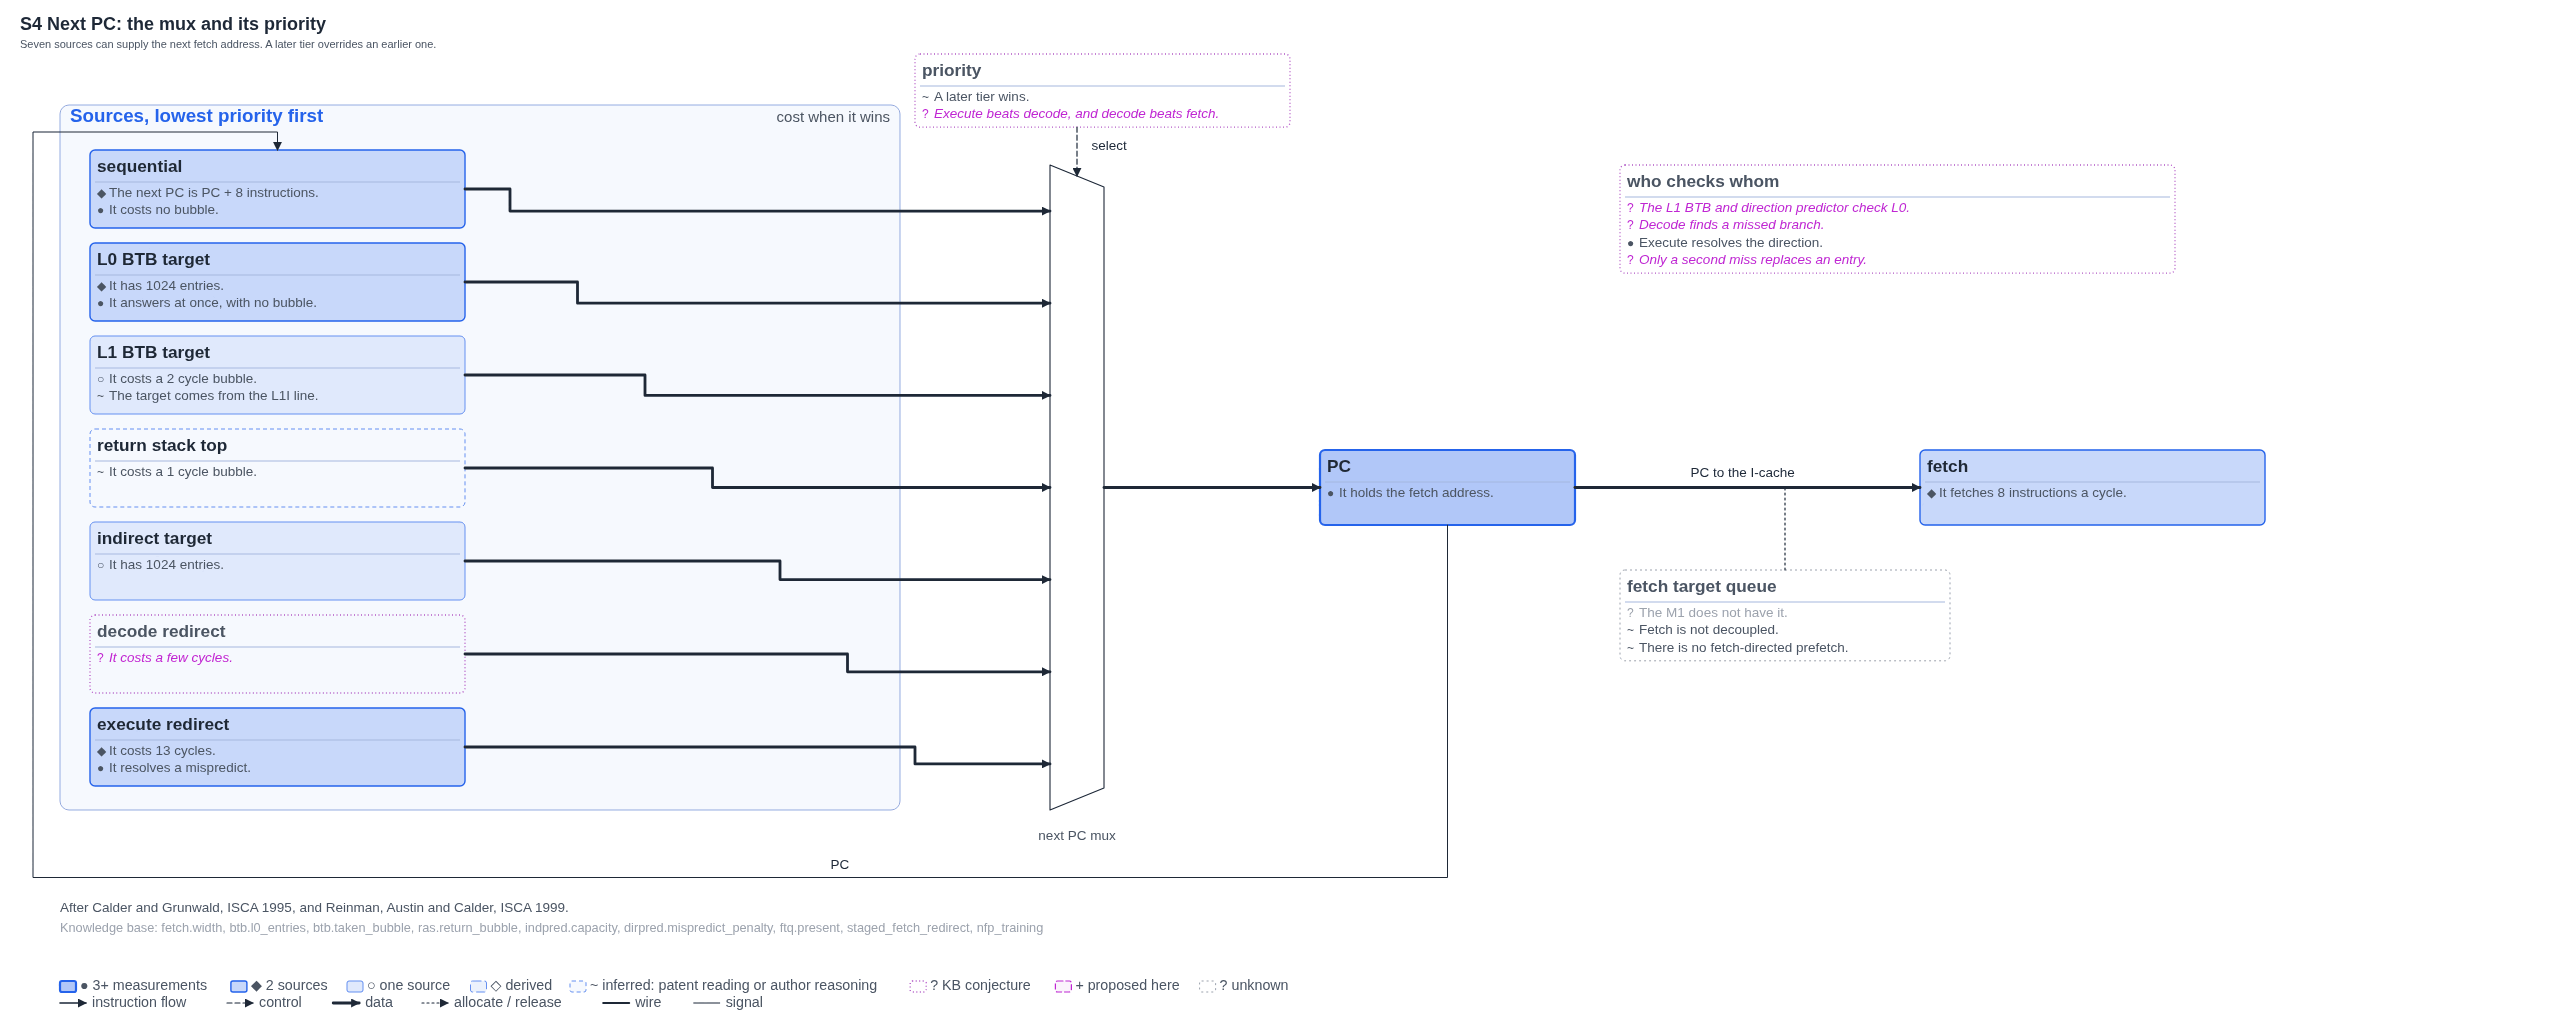 S4 Next PC: the mux and its priority
Seven sources can supply the next fetch address. A later tier overrides an earlier one.
priority
~ A later tier wins.
? Execute beats decode, and decode beats fetch.
select
Sources, lowest priority first
cost when it wins
sequential
◆ The next PC is PC + 8 instructions.
● It costs no bubble.
L0 BTB target
◆ It has 1024 entries.
● It answers at once, with no bubble.
L1 BTB target
○ It costs a 2 cycle bubble.
~ The target comes from the L1I line.
return stack top
~ It costs a 1 cycle bubble.
indirect target
○ It has 1024 entries.
decode redirect
? It costs a few cycles.
execute redirect
◆ It costs 13 cycles.
● It resolves a mispredict.
next PC mux
PC
who checks whom
? The L1 BTB and direction predictor check L0.
? Decode finds a missed branch.
● Execute resolves the direction.
? Only a second miss replaces an entry.
PC
● It holds the fetch address.
PC to the I-cache
fetch
◆ It fetches 8 instructions a cycle.
fetch target queue
? The M1 does not have it.
~ Fetch is not decoupled.
~ There is no fetch-directed prefetch.
After Calder and Grunwald, ISCA 1995, and Reinman, Austin and Calder, ISCA 1999.
Knowledge base: fetch.width, btb.l0_entries, btb.taken_bubble, ras.return_bubble, indpred.capacity, dirpred.mispredict_penalty, ftq.present, staged_fetch_redirect, nfp_training
● 3+ measurements ◆ 2 sources ○ one source ◇ derived ~ inferred: patent reading or author reasoning ? KB conjecture + proposed here ? unknown
instruction flow control data allocate / release wire signal